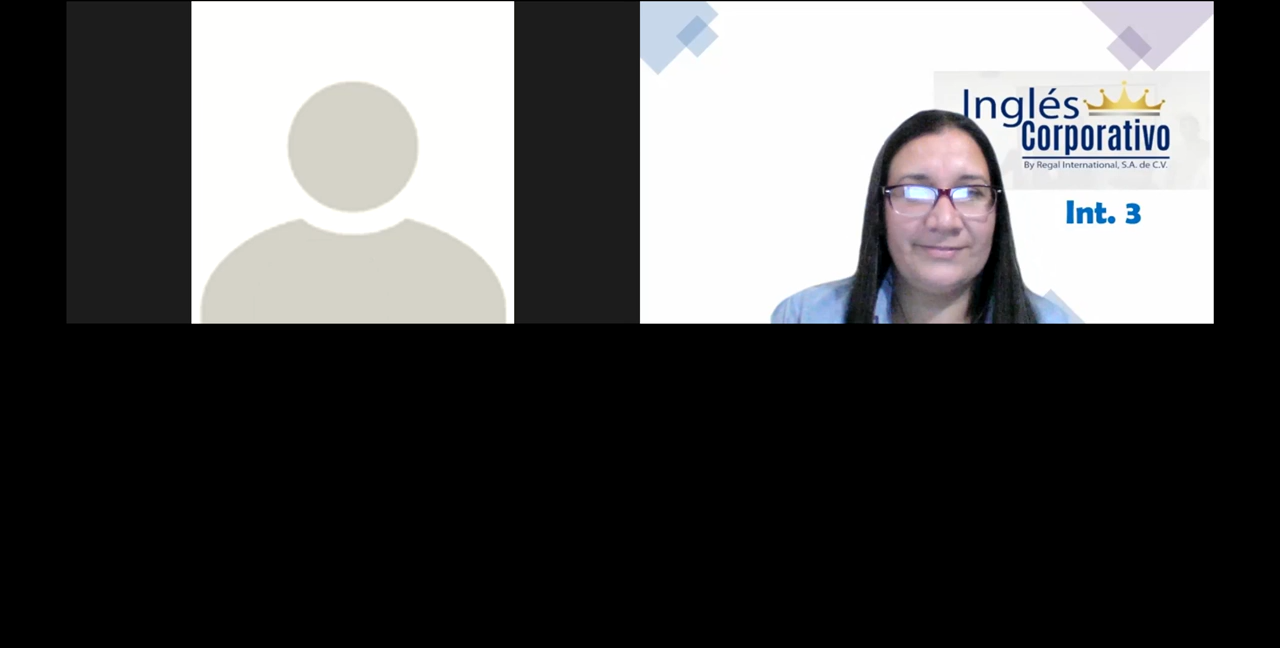 Inglés
Corporativo
By Regal International, S.A. de C.V.
Int. 3